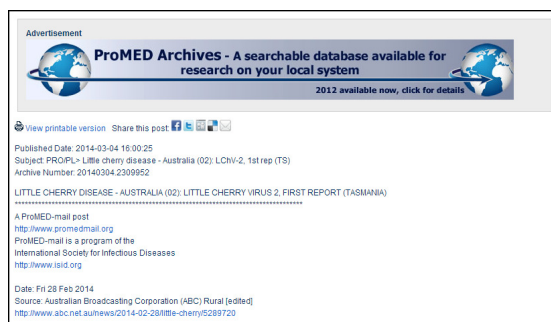 Advertisement
ProMED Archives - A searchable database available for
research on your local system
2012 available now, click for details
View printable version Share this post:
Published Date: 2014-03-04 16:00:25
Subject: PRO/PL> Little cherry disease - Australia (02): LChV-2, 1st rep (TS)
Archive Number: 20140304.2309952
LITTLE CHERRY DISEASE - AUSTRALIA (02): LITTLE CHERRY VIRUS 2, FIRST REPORT (TASMANIA)
***********************************************************************************
A ProMED-mail post
http://www.promedmail.org
ProMED-mail is a program of the
International Society for Infectious Diseases
http://www.isid.org
Date: Fri 28 Feb 2014
Source: Australian Broadcasting Corporation (ABC) Rural [edited]
http://www.abc.net.au/news/2014-02-28/little-cherry/5289720